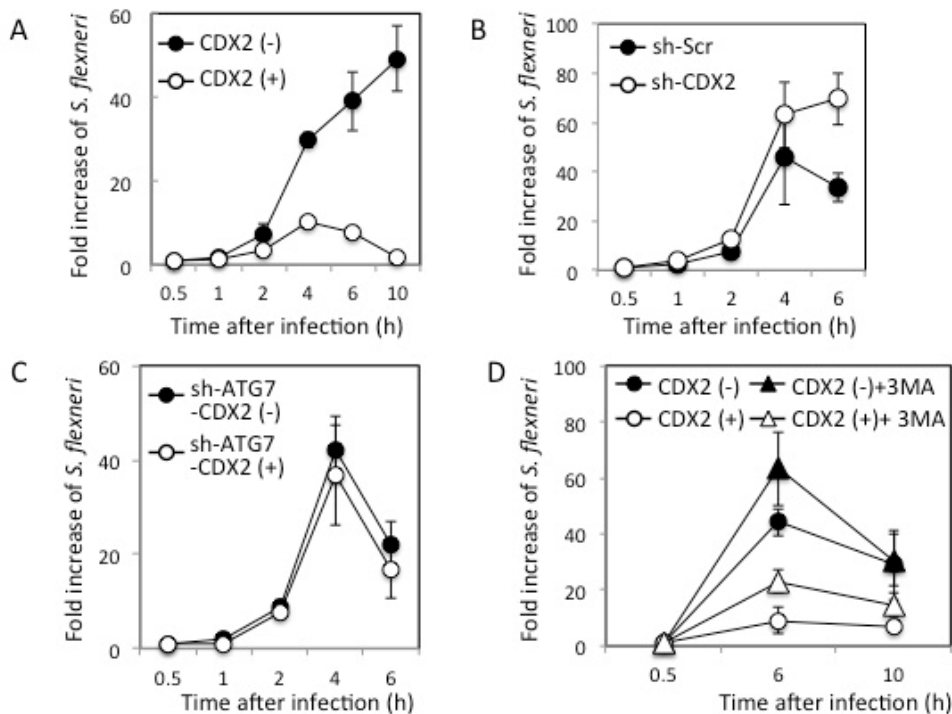 A
Fold increase of S. flexneri
60
40
20
0
CDX2 (-)
CDX2 (+)
0.5 1 2 4 6 10
Time after infection (h)
B
Fold increase of S. flexneri
100
80
60
40
20
0
sh-Scr
sh-CDX2
0.5 1 2 4 6
Time after infection (h)
C
Fold increase of S. flexneri
60
40
20
0
sh-ATG7
-CDX2 (-)
sh-ATG7
-CDX2 (+)
0.5 1 2 4 6
Time after infection (h)
D
Fold increase of S. flexneri
100
80
60
40
20
0
CDX2 (-) CDX2 (-)+3MA
CDX2 (+) CDX2 (+)+ 3MA
0.5 6 10
Time after infection (h)